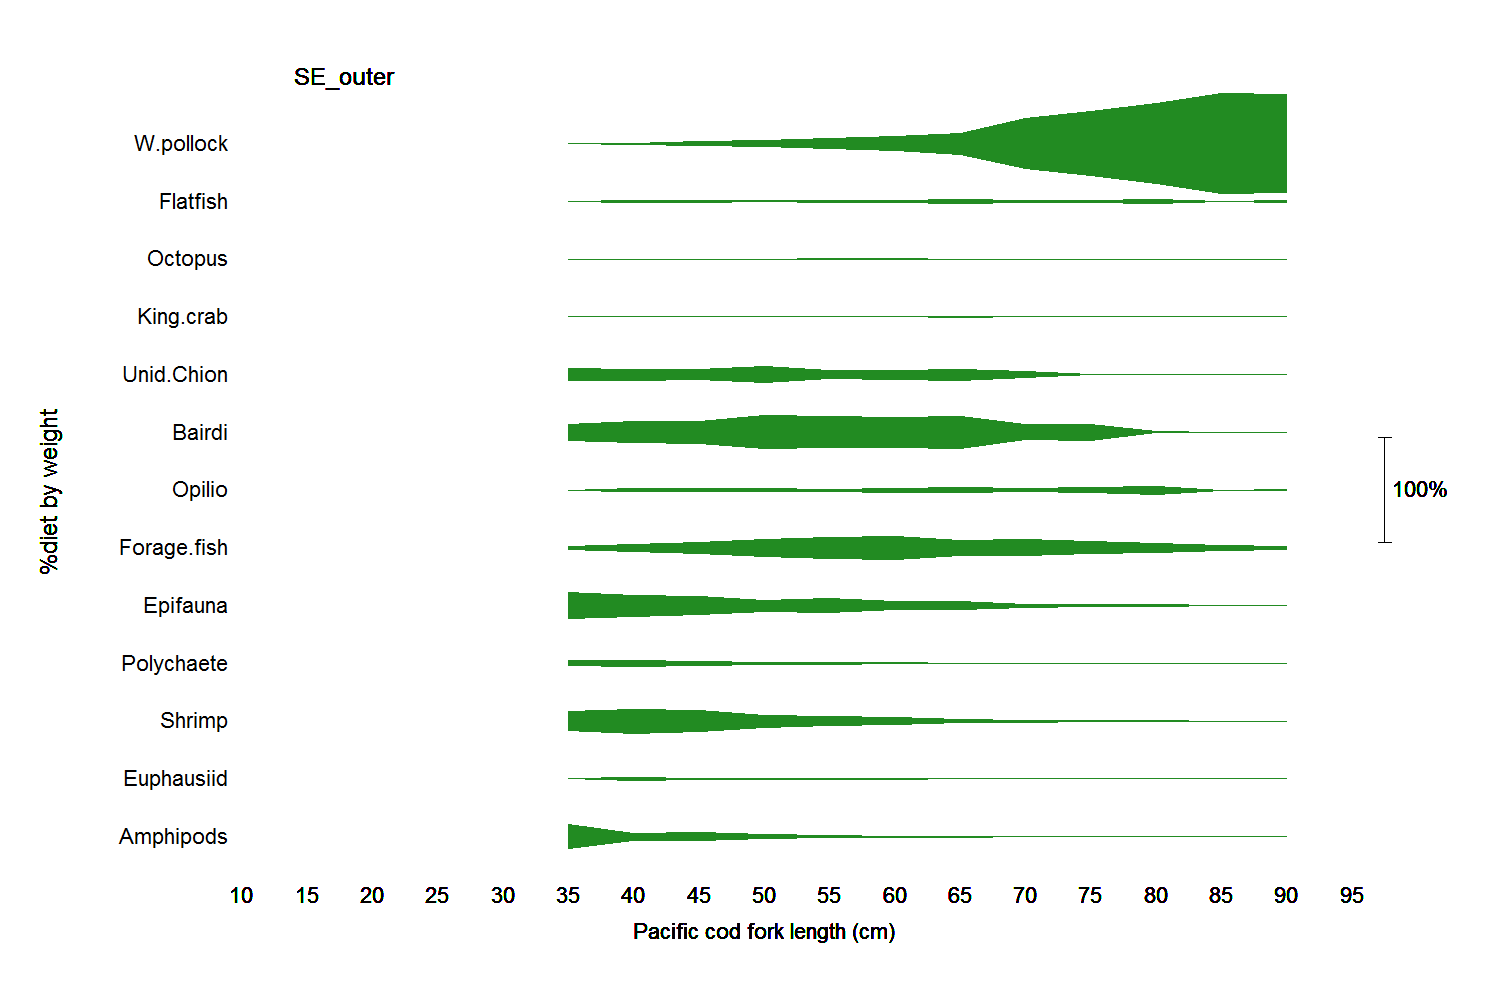 SE_outer
W.pollock
Flatfish
Octopus
King.crab
Unid.Chion
Bairdi
Opilio
Forage.fish
Epifauna
Polychaete
Shrimp
Euphausiid
Amphipods
%diet by weight
100%
10 15 20 25 30 35 40 45 50 55 60 65 70 75 80 85 90 95
Pacific cod fork length (cm)